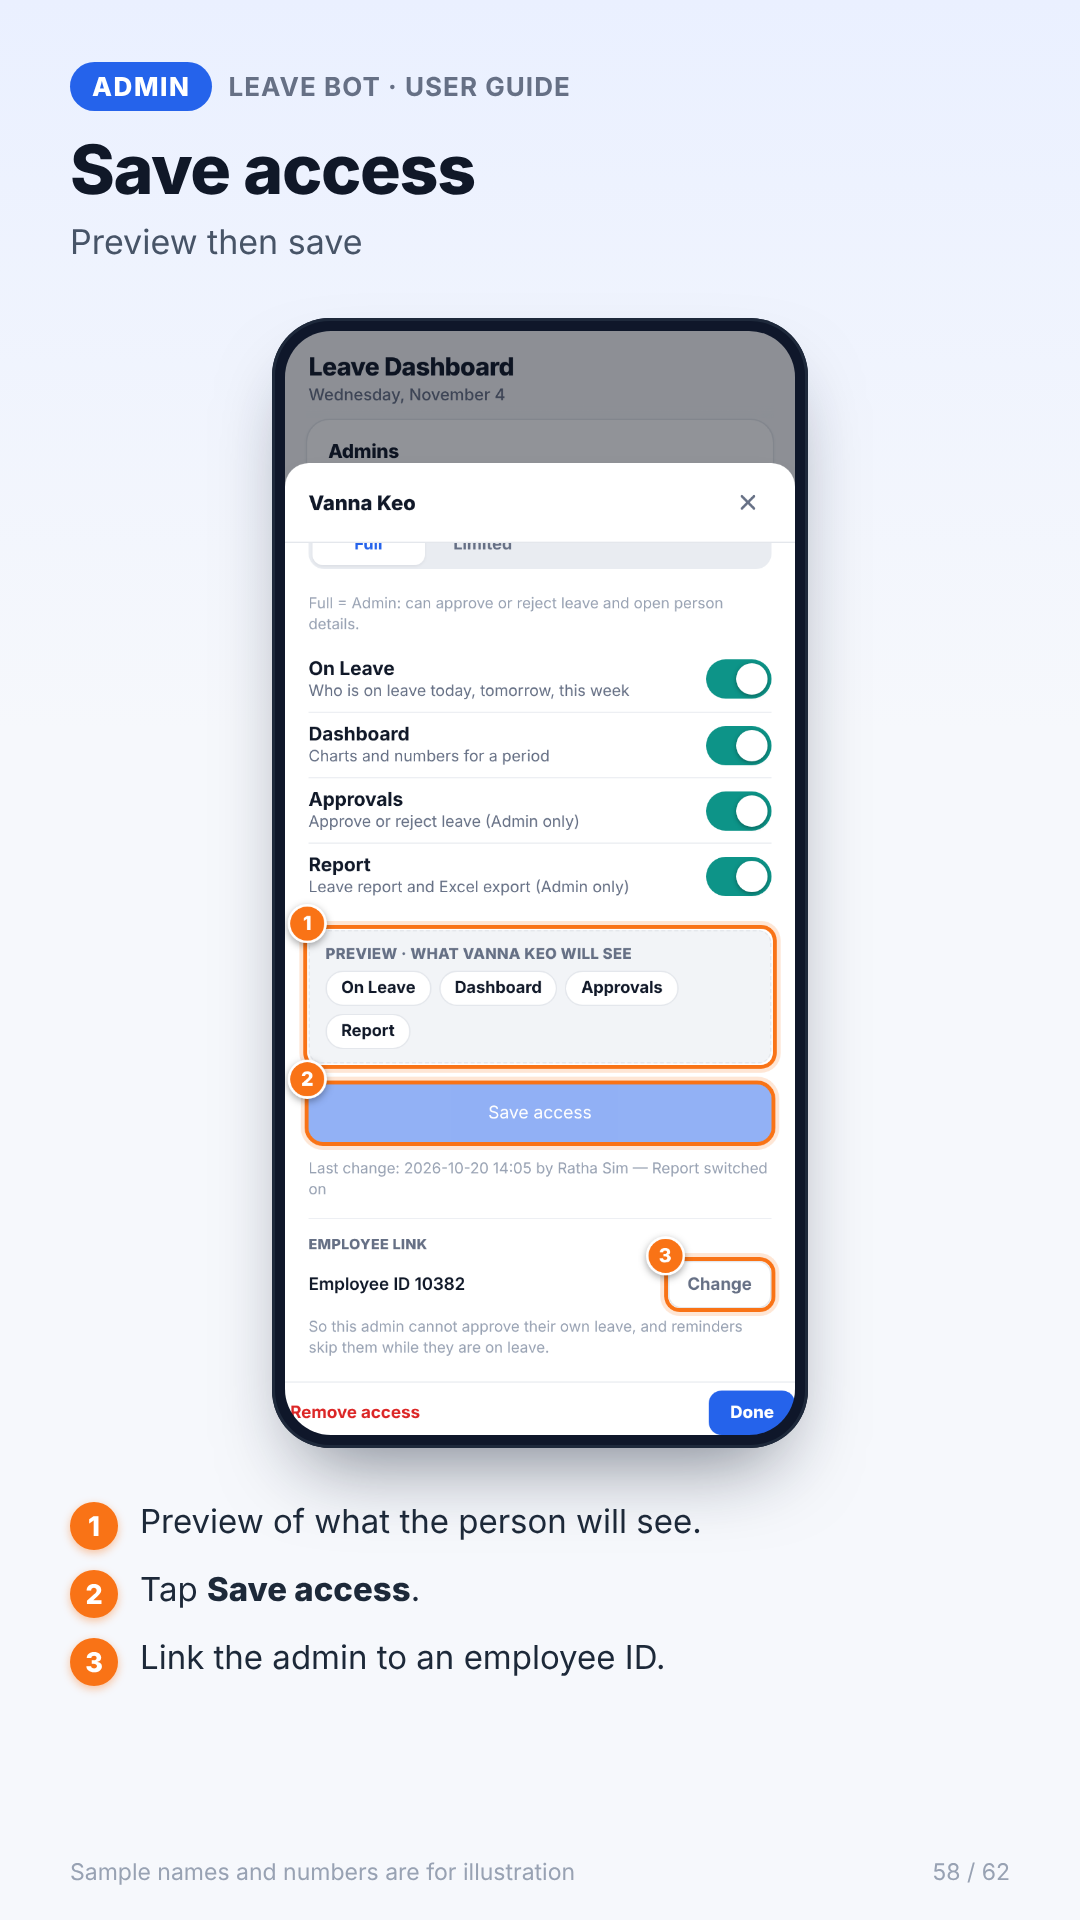 ADMIN LEAVE BOT · USER GUIDE
Save access
Preview then save
Leave Dashboard
Wednesday, November 4
Admins
Vanna Keo
Full Limited
Full = Admin: can approve or reject leave and open person
details.
On Leave
Who is on leave today, tomorrow, this week
Dashboard
Charts and numbers for a period
Approvals
Approve or reject leave (Admin only)
Report
Leave report and Excel export (Admin only)
1
PREVIEW · WHAT VANNA KEO WILL SEE
On Leave Dashboard Approvals
Report
2
Save access
Last change: 2026-10-20 14:05 by Ratha Sim — Report switched
on
EMPLOYEE LINK
3
Employee ID 10382 Change
So this admin cannot approve their own leave, and reminders
skip them while they are on leave.
Remove access Done
1 Preview of what the person will see.
2 Tap Save access.
3 Link the admin to an employee ID.
Sample names and numbers are for illustration 58 / 62